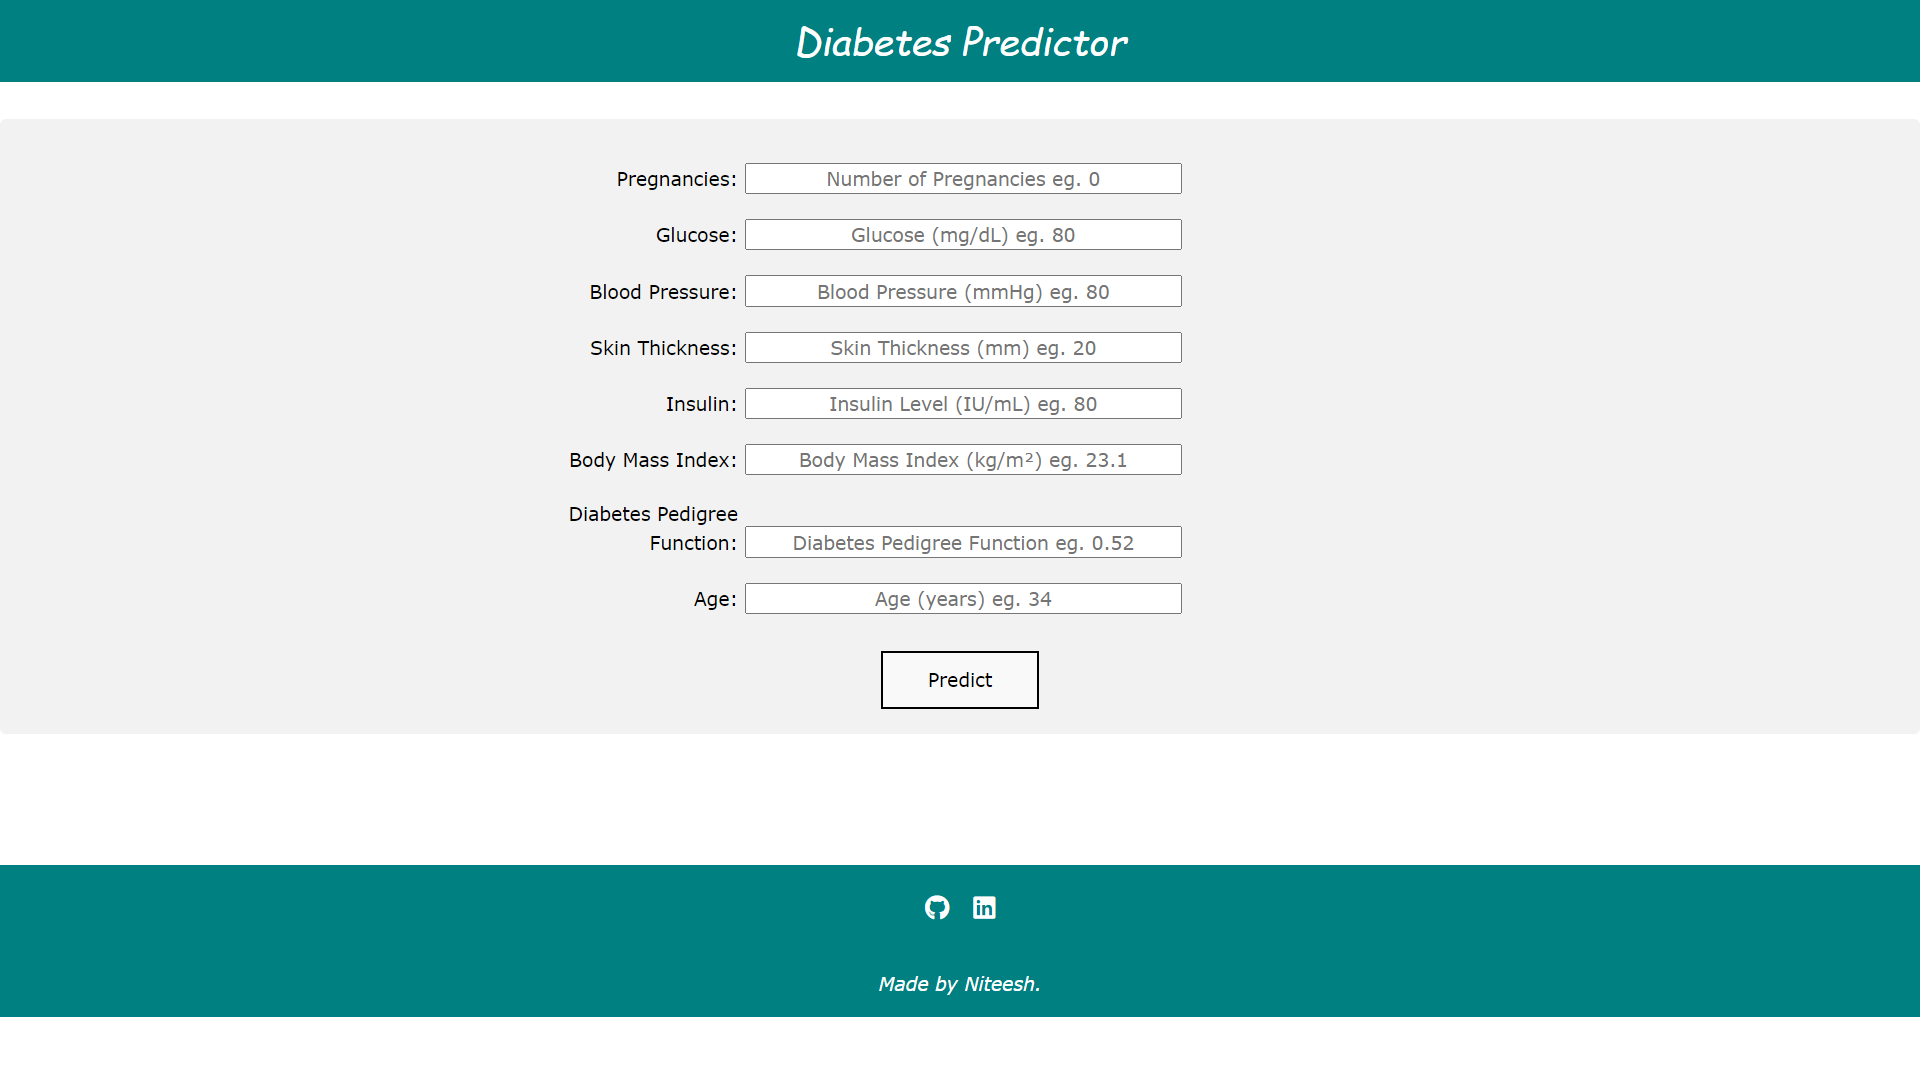 Diabetes Predictor
Pregnancies: Number of Pregnancies eg. 0
Glucose: Glucose (mg/dL) eg. 80
Blood Pressure: Blood Pressure (mmHg) eg. 80
Skin Thickness: Skin Thickness (mm) eg. 20
Insulin: Insulin Level (IU/mL) eg. 80
Body Mass Index: Body Mass Index (kg/m²) eg. 23.1
Diabetes Pedigree
Function: Diabetes Pedigree Function eg. 0.52
Age: Age (years) eg. 34
Predict
in
Made by Niteesh.